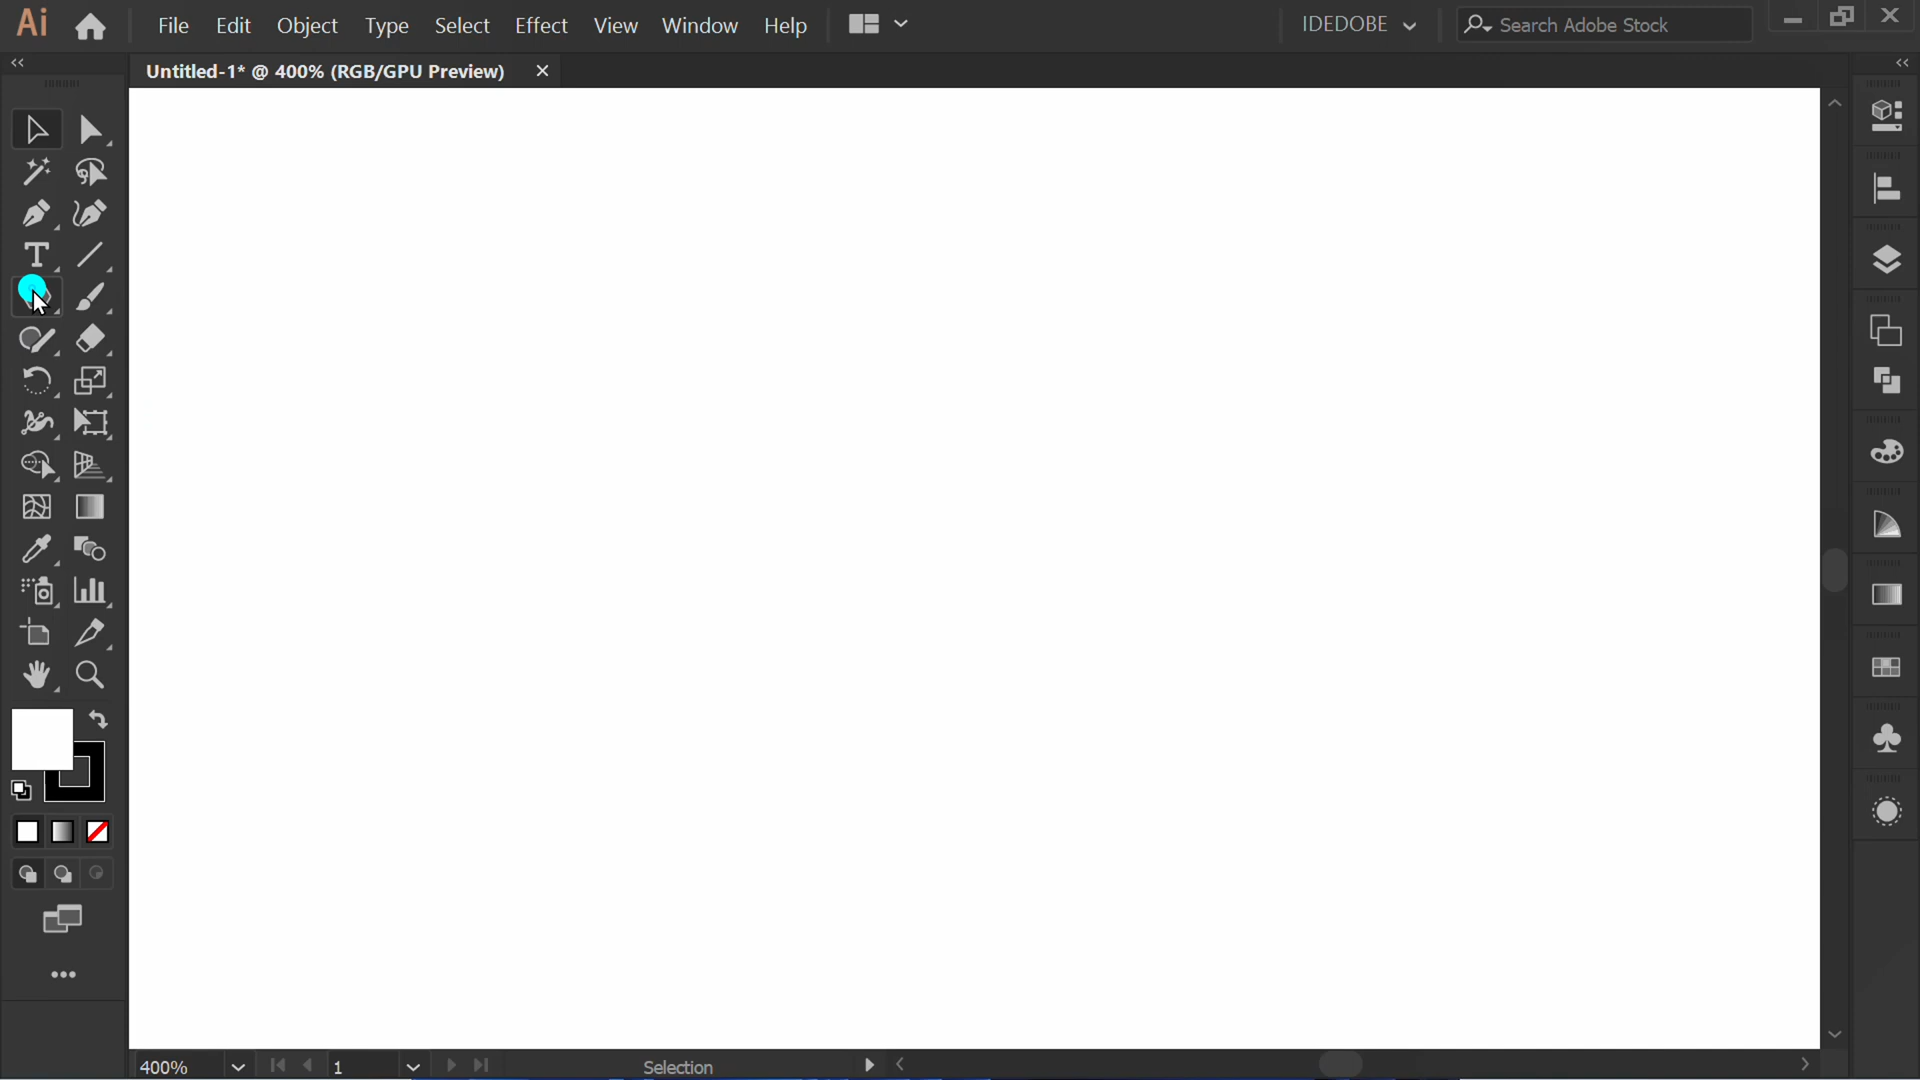 Ai File Edit Object Type Select Effect View Window Help IDEDOBE Search Adobe Stock
Untitled-1* @ 400% (RGB/GPU Preview)
T
400% 1 Selection